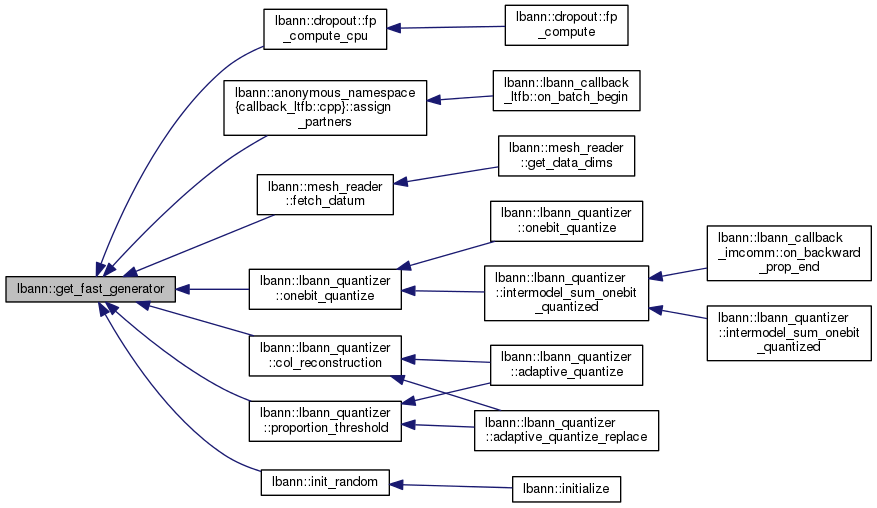 lbann::get_fast_generator
lbann::dropout::fp
_compute_cpu
lbann::dropout::fp
_compute
lbann::anonymous_namespace
{callback_ltfb::cpp}::assign
_partners
lbann::lbann_callback
_ltfb::on_batch_begin
lbann::mesh_reader
::fetch_datum
lbann::mesh_reader
::get_data_dims
lbann::lbann_quantizer
::onebit_quantize
lbann::lbann_quantizer
::onebit_quantize
lbann::lbann_quantizer
::intermodel_sum_onebit
_quantized
lbann::lbann_callback
_imcomm::on_backward
_prop_end
lbann::lbann_quantizer
::intermodel_sum_onebit
_quantized
lbann::lbann_quantizer
::col_reconstruction
lbann::lbann_quantizer
::adaptive_quantize
lbann::lbann_quantizer
::adaptive_quantize_replace
lbann::lbann_quantizer
::proportion_threshold
lbann::init_random
lbann::initialize